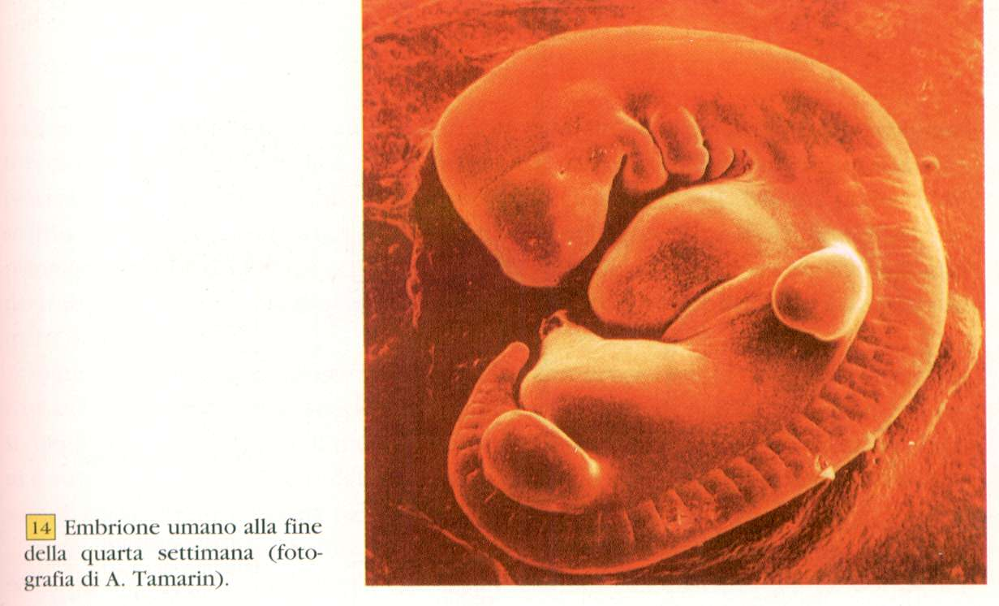 14 Embrione umano alla fine
della quarta settimana (foto-
grafia di A. Tamarin).